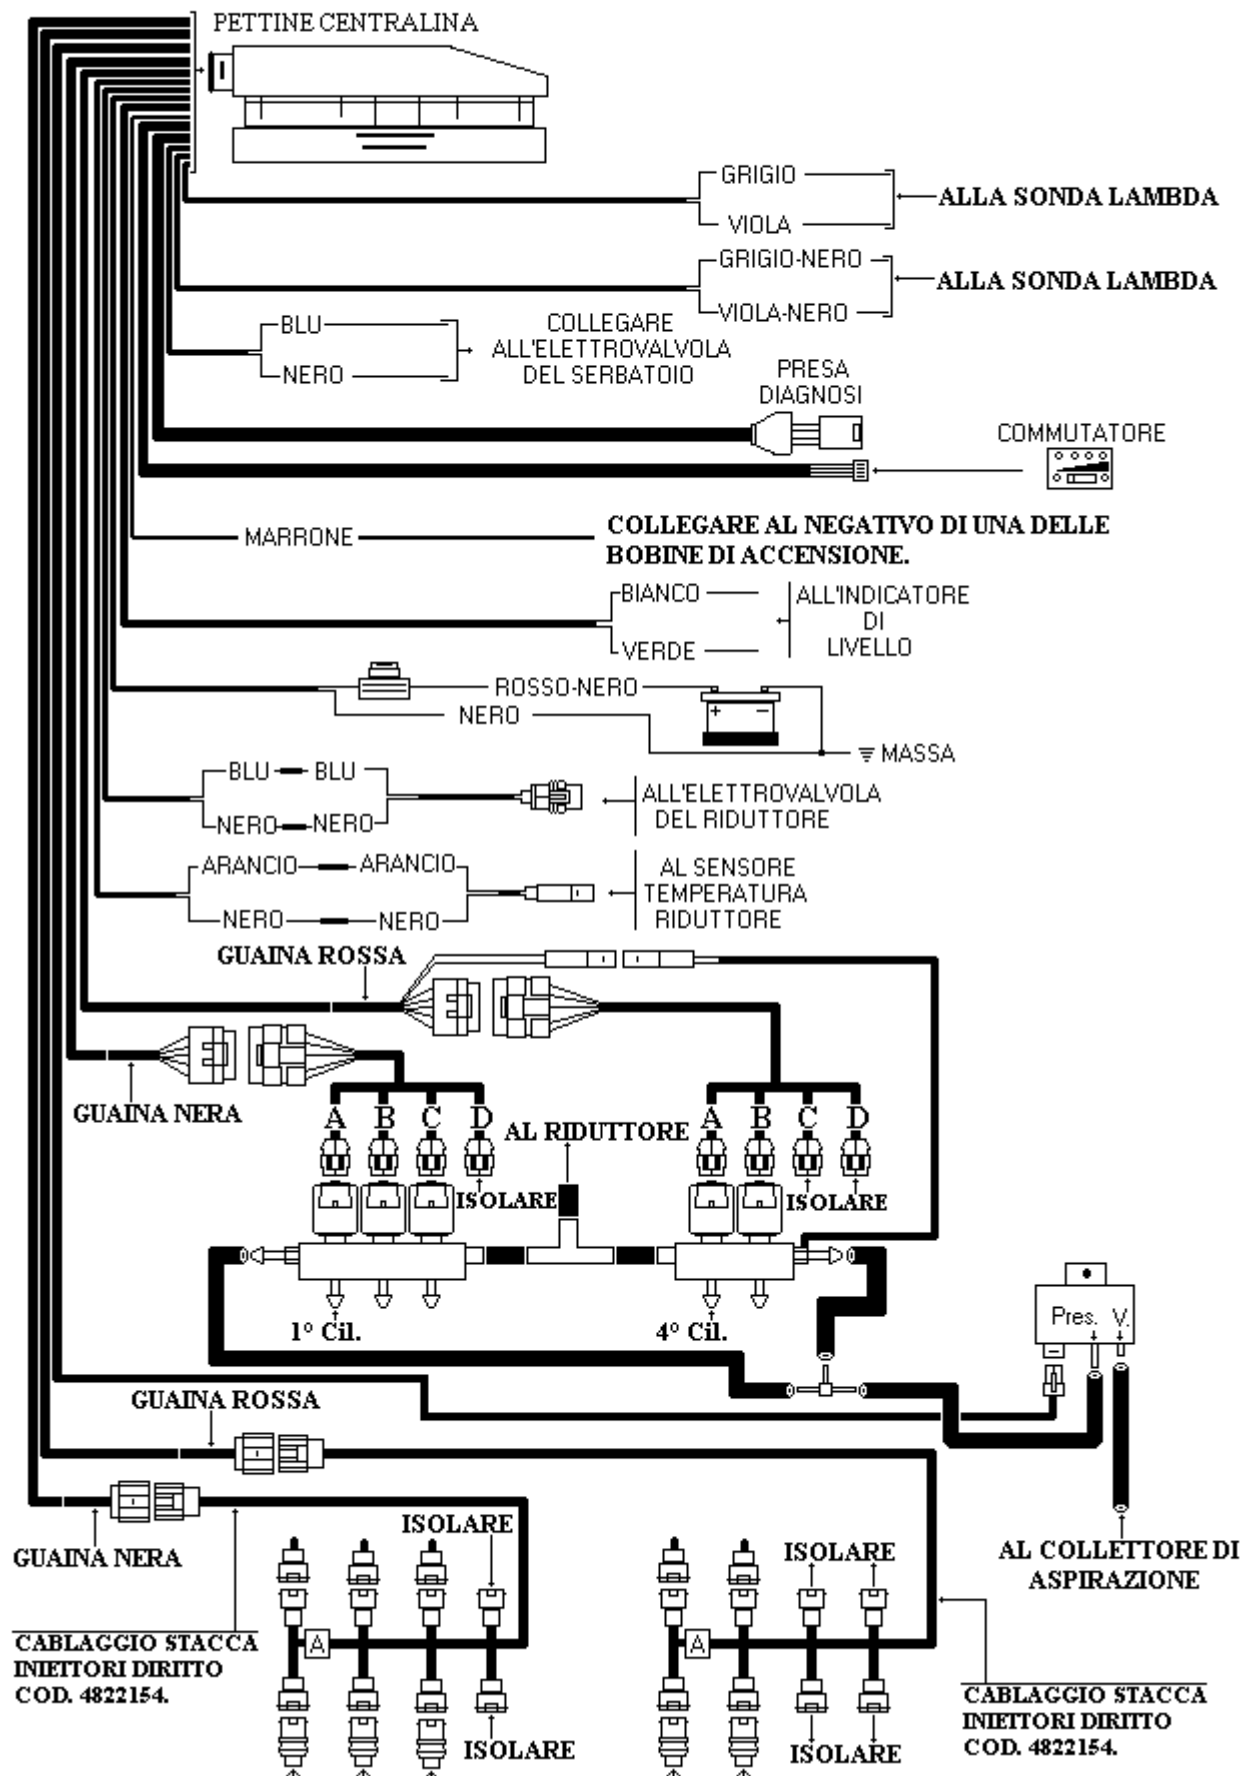 PETTINE CENTRALINA
GRIGIO
ALLA SONDA LAMBDA
VIOLA
GRIGIO-NERO
ALLA SONDA LAMBDA
VIOLA-NERO
BLU
NERO
COLLEGARE
ALL'ELETTROVALVOLA
DEL SERBATOIO
PRESA
DIAGNOSI
COMMUTATORE
MARRONE
COLLEGARE AL NEGATIVO DI UNA DELLE
BOBINE DI ACCENSIONE.
BIANCO
VERDE
ALL'INDICATORE
DI
LIVELLO
ROSSO-NERO
NERO
+ −
MASSA
BLU BLU
NERO NERO
ALL'ELETTROVALVOLA
DEL RIDUTTORE
ARANCIO ARANCIO
NERO NERO
AL SENSORE
TEMPERATURA
RIDUTTORE
GUAINA ROSSA
GUAINA NERA
A B C D
AL RIDUTTORE
A B C D
ISOLARE
ISOLARE
1° Cil.
4° Cil.
Pres. V.
GUAINA ROSSA
GUAINA NERA
ISOLARE
ISOLARE
AL COLLETTORE DI
ASPIRAZIONE
A
A
CABLAGGIO STACCA
INIETTORI DIRITTO
COD. 4822154.
ISOLARE
ISOLARE
CABLAGGIO STACCA
INIETTORI DIRITTO
COD. 4822154.